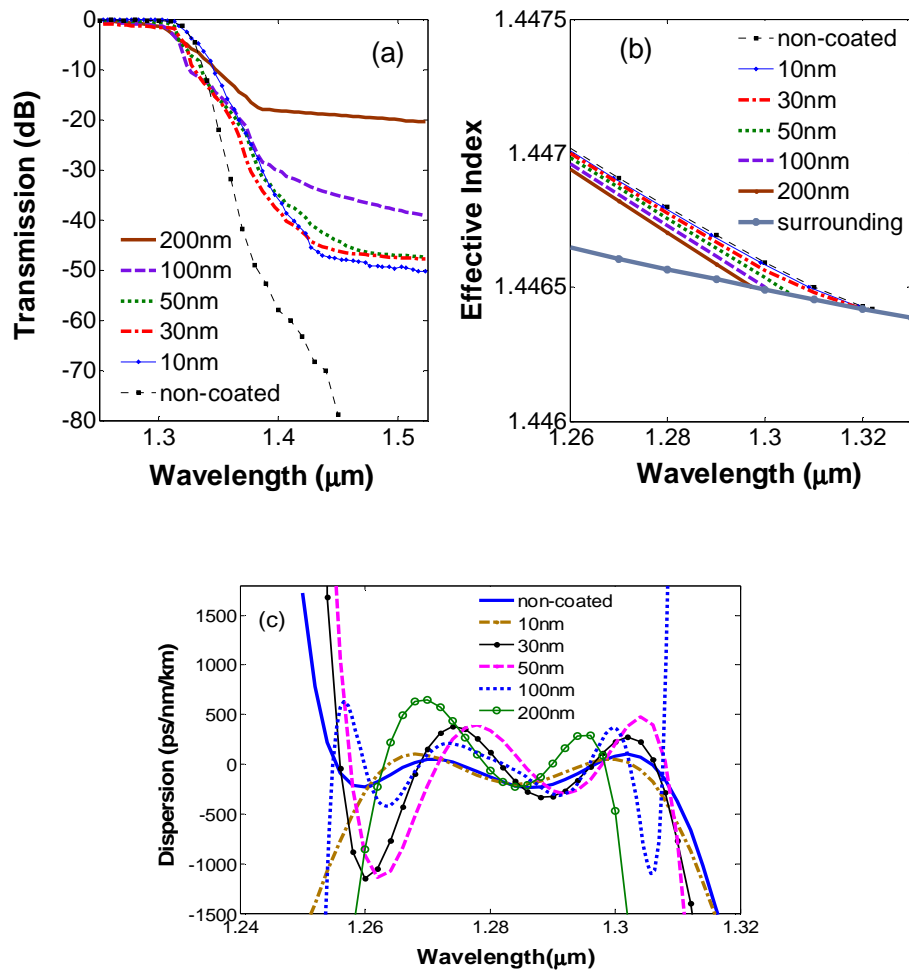 (a)
0
-10
-20
-30
-40
-50
-60
-70
-80
Transmission (dB)
200nm
100nm
50nm
30nm
10nm
non-coated
1.3
1.4
1.5
Wavelength (μm)
(b)
1.4475
1.447
1.4465
1.446
Effective Index
non-coated
10nm
30nm
50nm
100nm
200nm
surrounding
1.26
1.28
1.3
1.32
Wavelength (μm)
(c)
1500
1000
500
0
-500
-1000
-1500
Dispersion (ps/nm/km)
non-coated
10nm
30nm
50nm
100nm
200nm
1.24
1.26
1.28
1.3
1.32
Wavelength(μm)